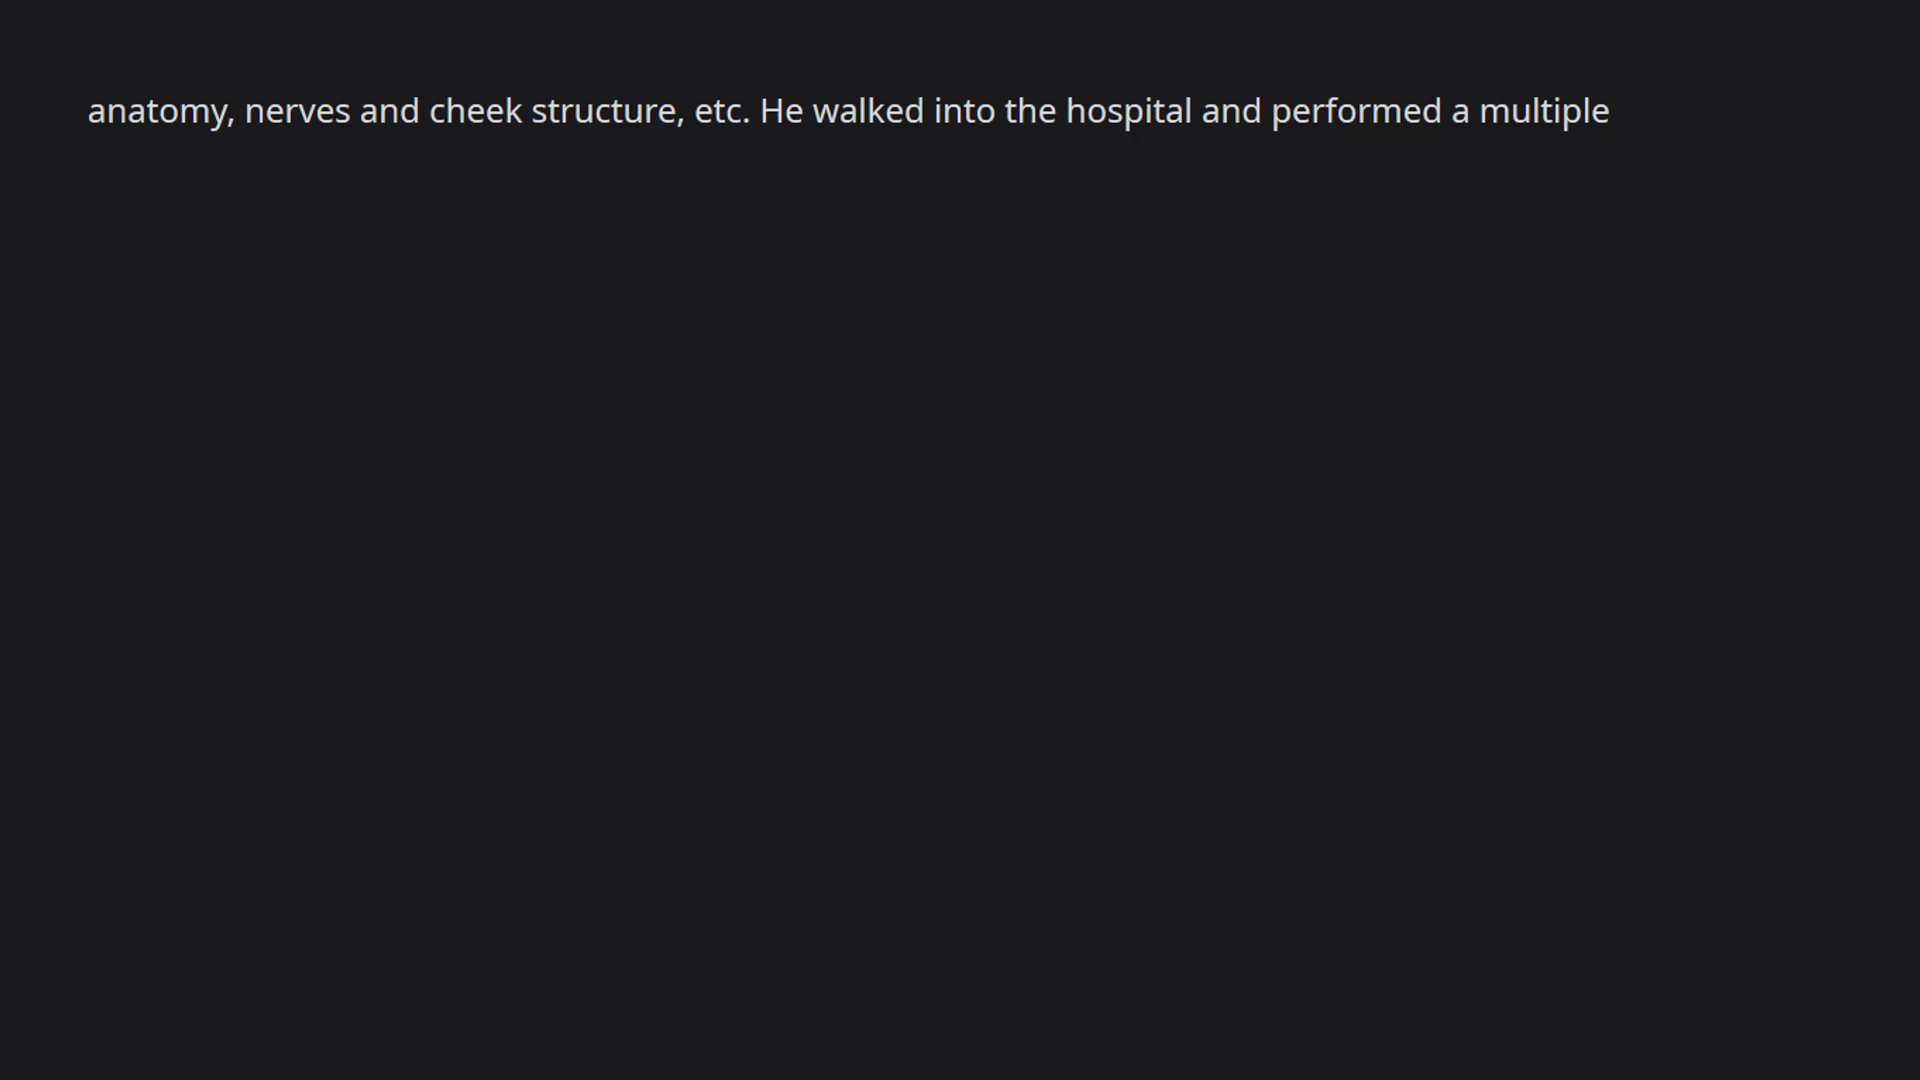 anatomy, nerves and cheek structure, etc. He walked into the hospital and performed a multiple